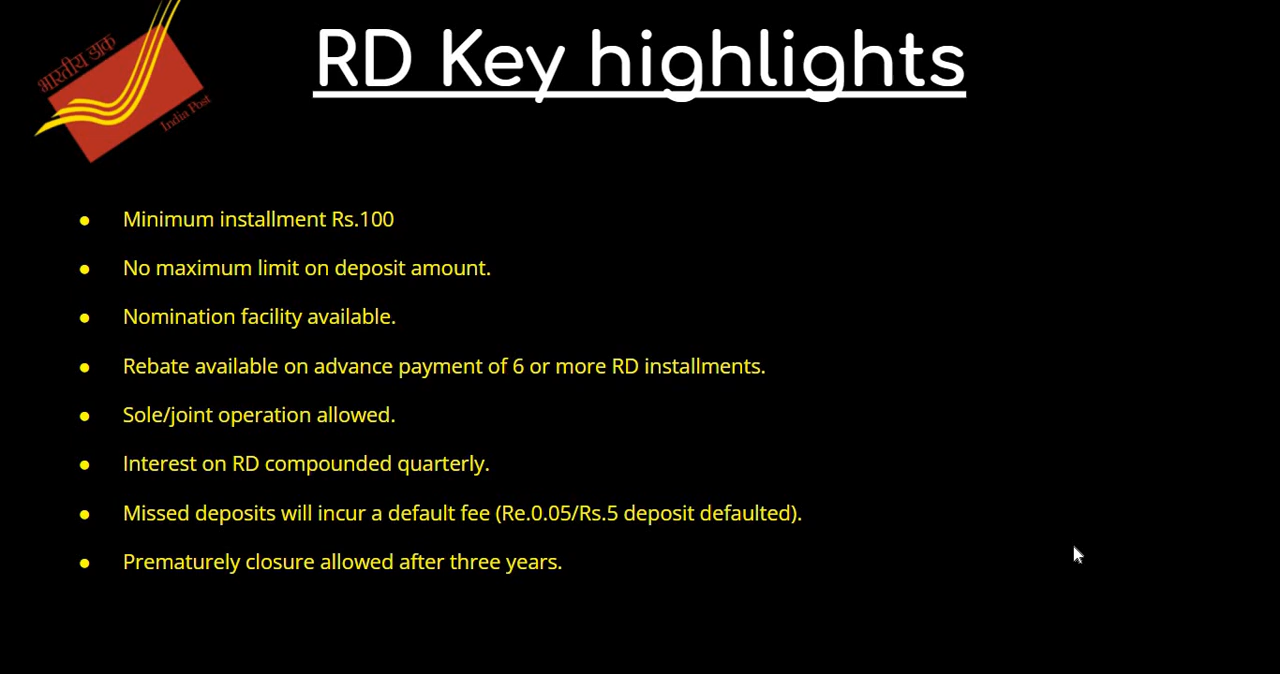 भारतीय डाक
India Post
RD Key highlights
● Minimum installment Rs.100
● No maximum limit on deposit amount.
● Nomination facility available.
● Rebate available on advance payment of 6 or more RD installments.
● Sole/joint operation allowed.
● Interest on RD compounded quarterly.
● Missed deposits will incur a default fee (Re.0.05/Rs.5 deposit defaulted).
● Prematurely closure allowed after three years.